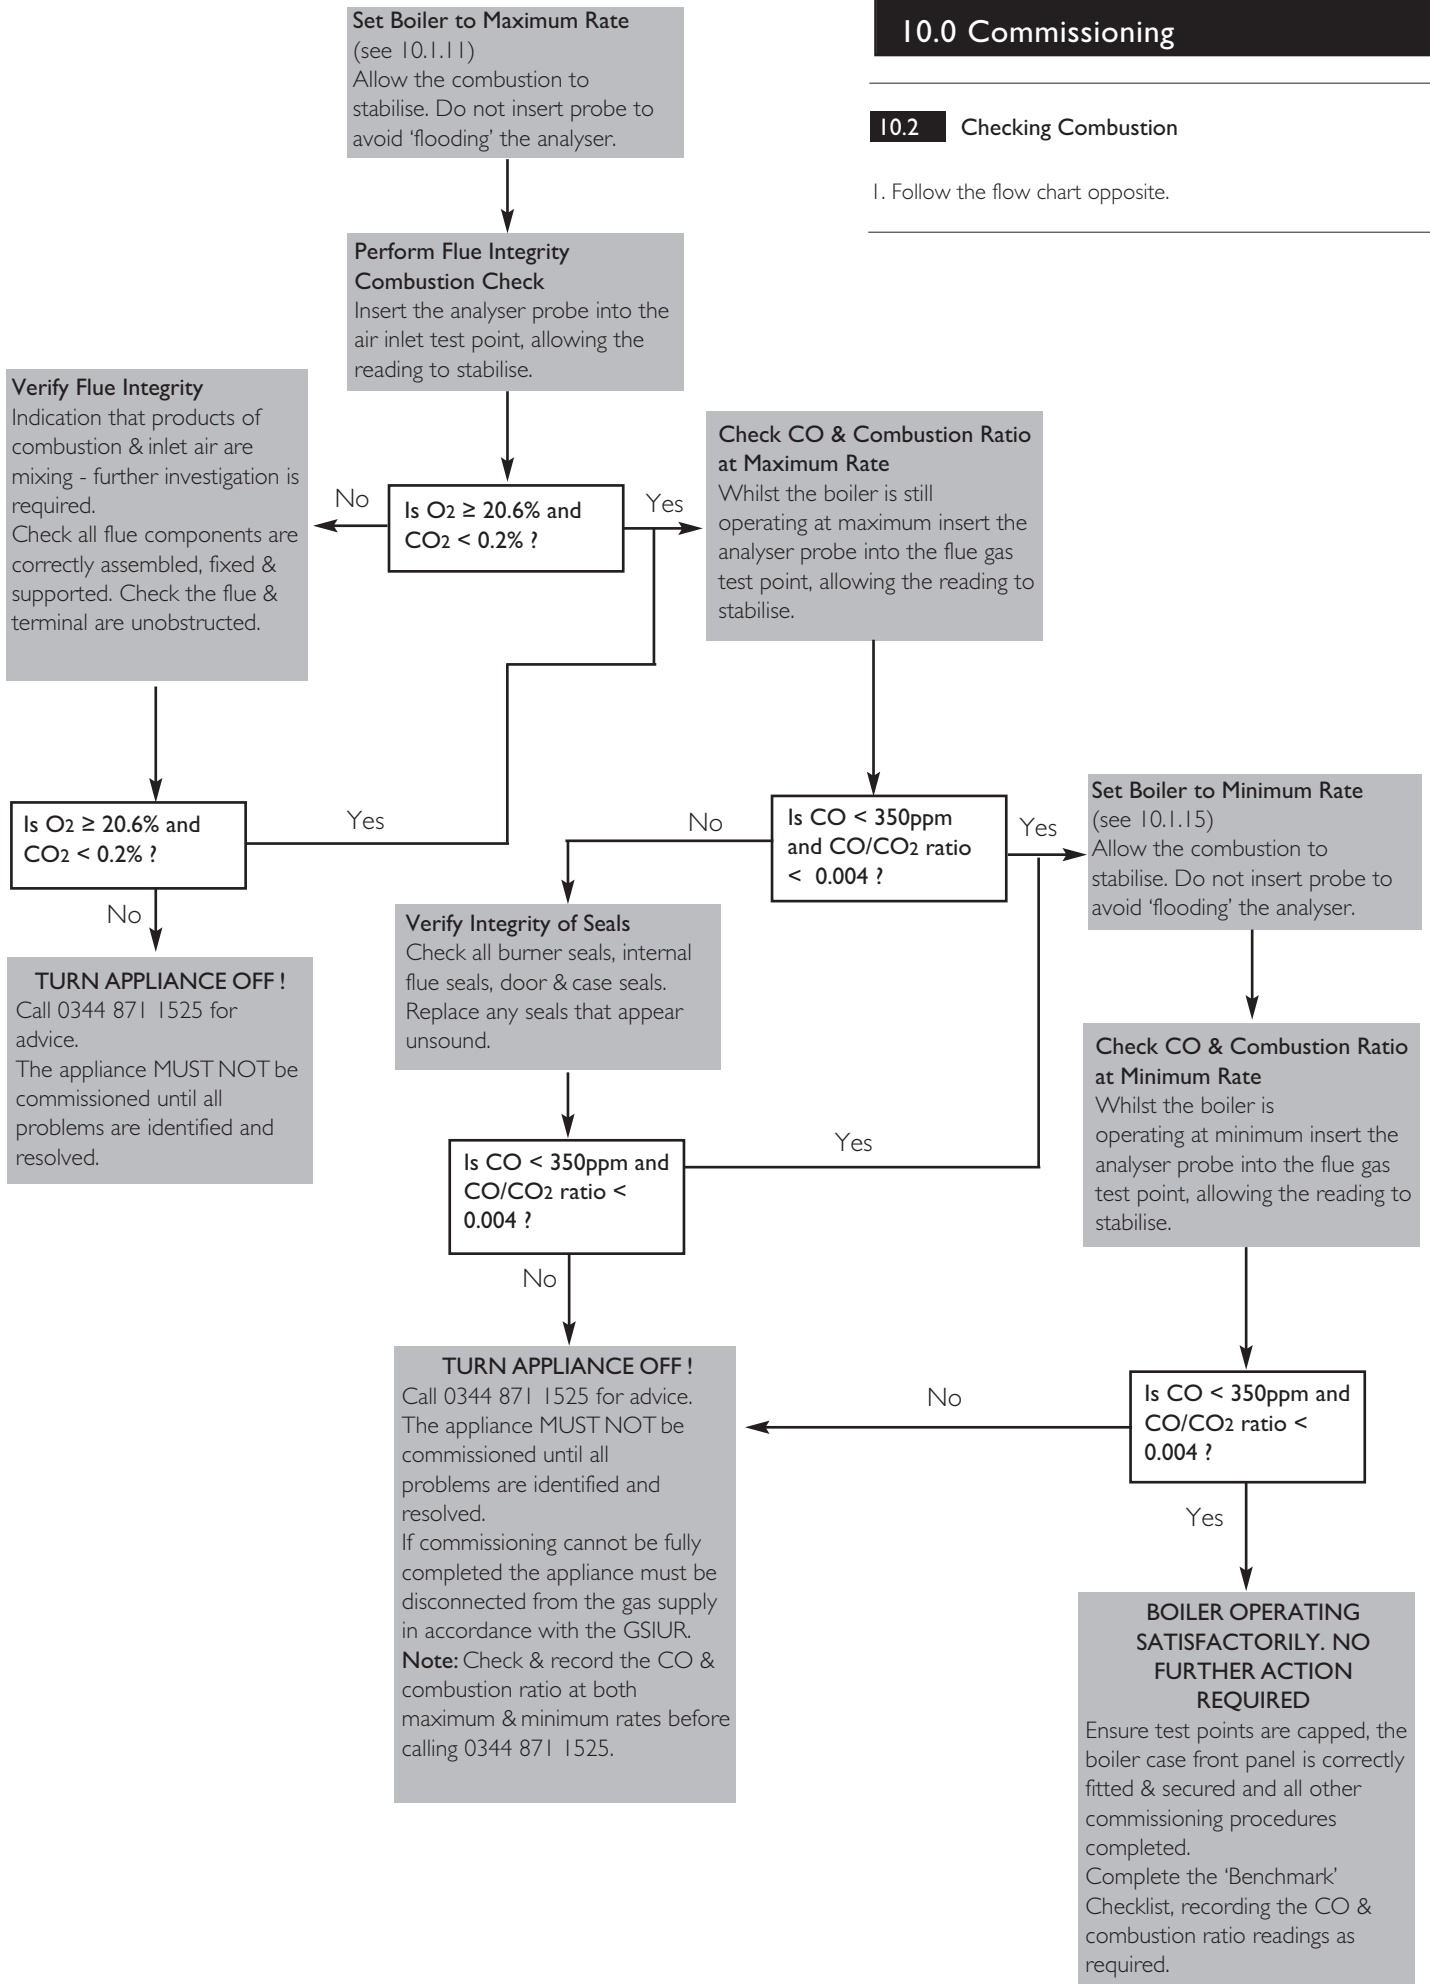 10.0 Commissioning
10.2 Checking Combustion
1. Follow the flow chart opposite.
Set Boiler to Maximum Rate
(see 10.1.11)
Allow the combustion to
stabilise. Do not insert probe to
avoid ‘flooding’ the analyser.
Perform Flue Integrity
Combustion Check
Insert the analyser probe into the
air inlet test point, allowing the
reading to stabilise.
Is O2 ≥ 20.6% and
CO2 < 0.2% ?
No
Yes
Verify Flue Integrity
Indication that products of
combustion & inlet air are
mixing - further investigation is
required.
Check all flue components are
correctly assembled, fixed &
supported. Check the flue &
terminal are unobstructed.
Is O2 ≥ 20.6% and
CO2 < 0.2% ?
Yes
No
TURN APPLIANCE OFF !
Call 0344 871 1525 for
advice.
The appliance MUST NOT be
commissioned until all
problems are identified and
resolved.
Check CO & Combustion Ratio
at Maximum Rate
Whilst the boiler is still
operating at maximum insert the
analyser probe into the flue gas
test point, allowing the reading to
stabilise.
Is CO < 350ppm
and CO/CO2 ratio
< 0.004 ?
No
Yes
Verify Integrity of Seals
Check all burner seals, internal
flue seals, door & case seals.
Replace any seals that appear
unsound.
Is CO < 350ppm and
CO/CO2 ratio <
0.004 ?
Yes
No
TURN APPLIANCE OFF !
Call 0344 871 1525 for advice.
The appliance MUST NOT be
commissioned until all
problems are identified and
resolved.
If commissioning cannot be fully
completed the appliance must be
disconnected from the gas supply
in accordance with the GSIUR.
Note: Check & record the CO &
combustion ratio at both
maximum & minimum rates before
calling 0344 871 1525.
Set Boiler to Minimum Rate
(see 10.1.15)
Allow the combustion to
stabilise. Do not insert probe to
avoid ‘flooding’ the analyser.
Check CO & Combustion Ratio
at Minimum Rate
Whilst the boiler is
operating at minimum insert the
analyser probe into the flue gas
test point, allowing the reading to
stabilise.
Is CO < 350ppm and
CO/CO2 ratio <
0.004 ?
No
Yes
BOILER OPERATING
SATISFACTORILY. NO
FURTHER ACTION
REQUIRED
Ensure test points are capped, the
boiler case front panel is correctly
fitted & secured and all other
commissioning procedures
completed.
Complete the ‘Benchmark’
Checklist, recording the CO &
combustion ratio readings as
required.